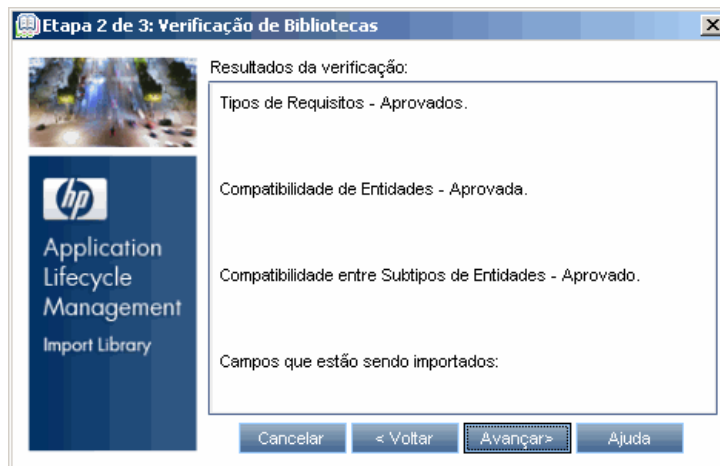 Etapa 2 de 3: Verificação de Bibliotecas
Resultados da verificação:
Tipos de Requisitos - Aprovados.
Compatibilidade de Entidades - Aprovada.
Compatibilidade entre Subtipos de Entidades - Aprovado.
Campos que estão sendo importados:
hp
Application
Lifecycle
Management
Import Library
Cancelar
< Voltar
Avançar>
Ajuda